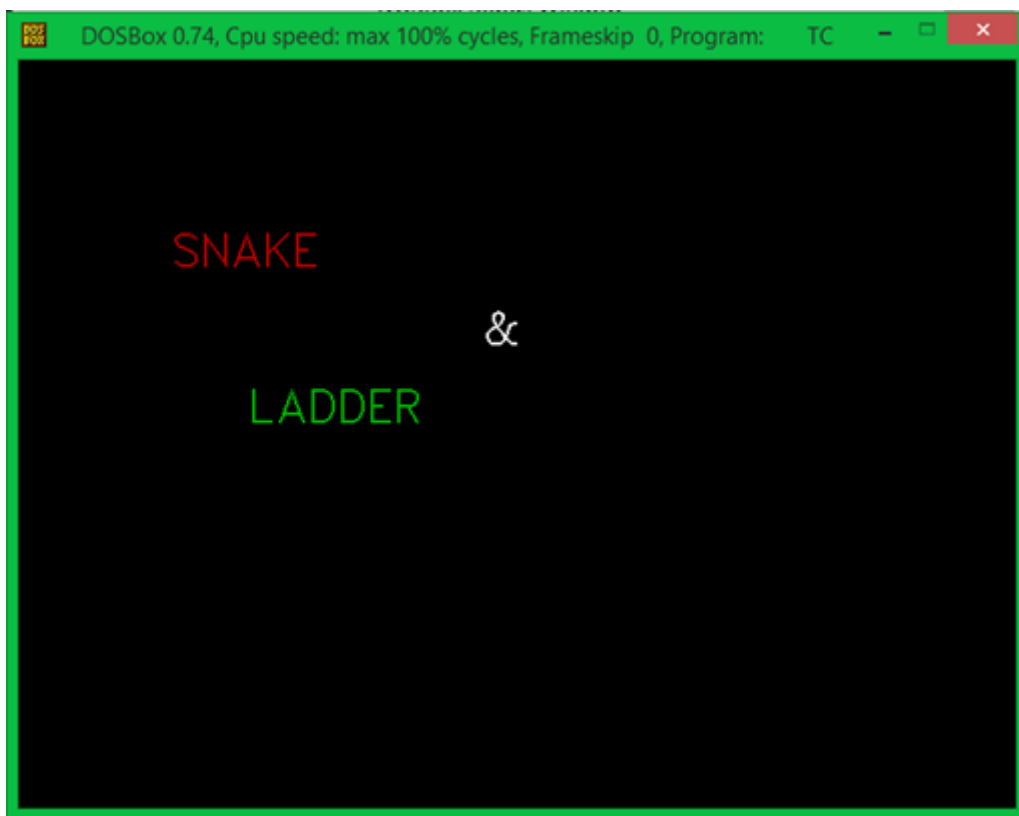 DOSBox 0.74, Cpu speed: max 100% cycles, Frameskip 0, Program: TC
SNAKE
&
LADDER